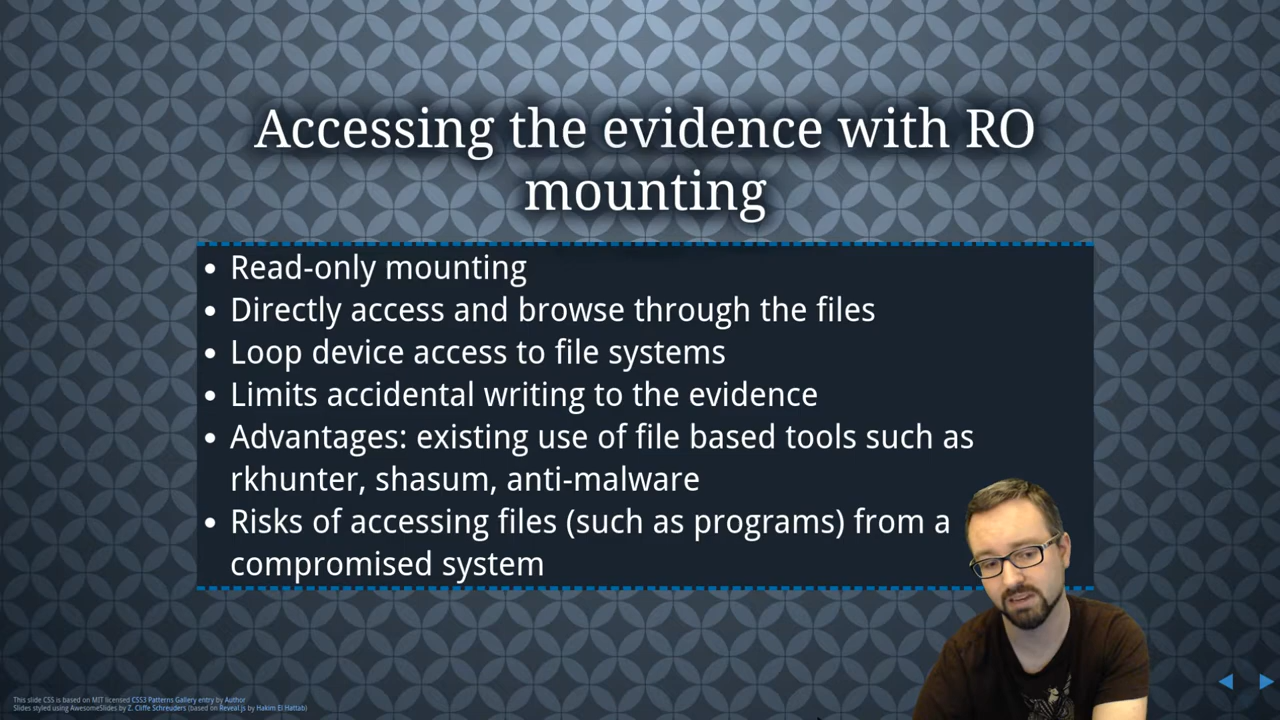 Accessing the evidence with RO
mounting
• Read-only mounting
• Directly access and browse through the files
• Loop device access to file systems
• Limits accidental writing to the evidence
• Advantages: existing use of file based tools such as
rkhunter, shasum, anti-malware
• Risks of accessing files (such as programs) from a
compromised system
This slide CSS is based on MIT licensed CSS3 Patterns Gallery entry by Author
Slides styled using AwesomeSlides by Z. Cliffe Schreuders (based on Reveal.js by Hakim El Hattab)